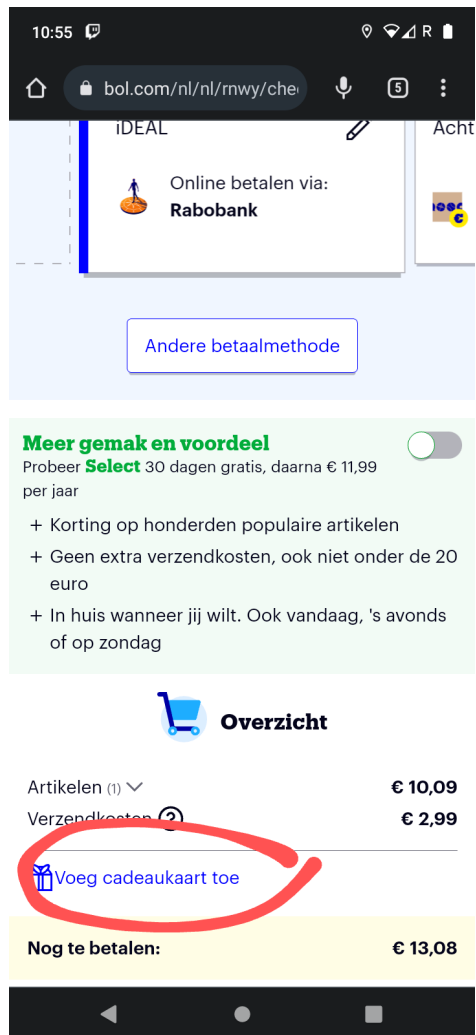 10:55
R
bol.com/nl/nl/rnwy/che
5
iDEAL
Acht
Online betalen via:
Rabobank
Andere betaalmethode
Meer gemak en voordeel
Probeer Select 30 dagen gratis, daarna € 11,99
per jaar
+ Korting op honderden populaire artikelen
+ Geen extra verzendkosten, ook niet onder de 20
euro
+ In huis wanneer jij wilt. Ook vandaag, 's avonds
of op zondag
Overzicht
Artikelen (1) € 10,09
Verzendkosten ? € 2,99
Voeg cadeaukaart toe
Nog te betalen: € 13,08